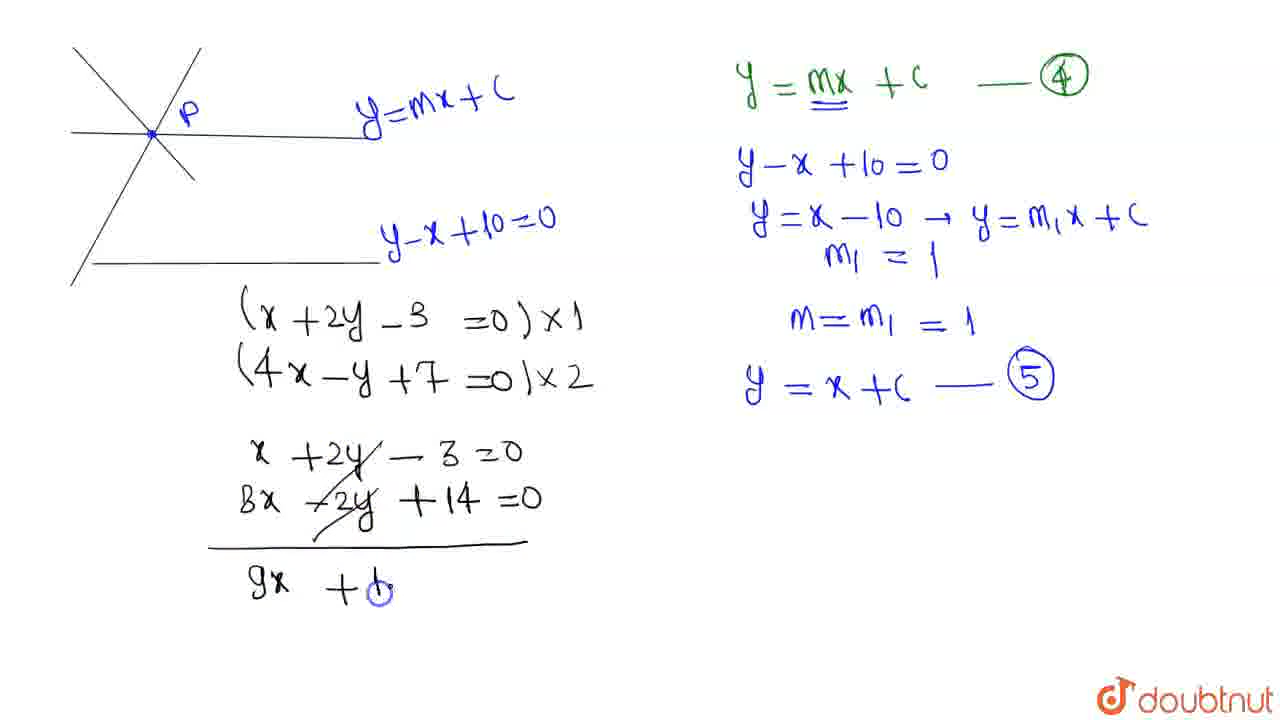 P
y=mx+c
y-x+10=0
(x+2y-3=0)×1
(4x-y+7=0)×2
x+2y-3=0
8x-2y+14=0
9x+1
y=mx+c — ④
y-x+10=0
y=x-10→y=m₁x+c
m₁=1
m=m₁=1
y=x+c — ⑤
doubtnut